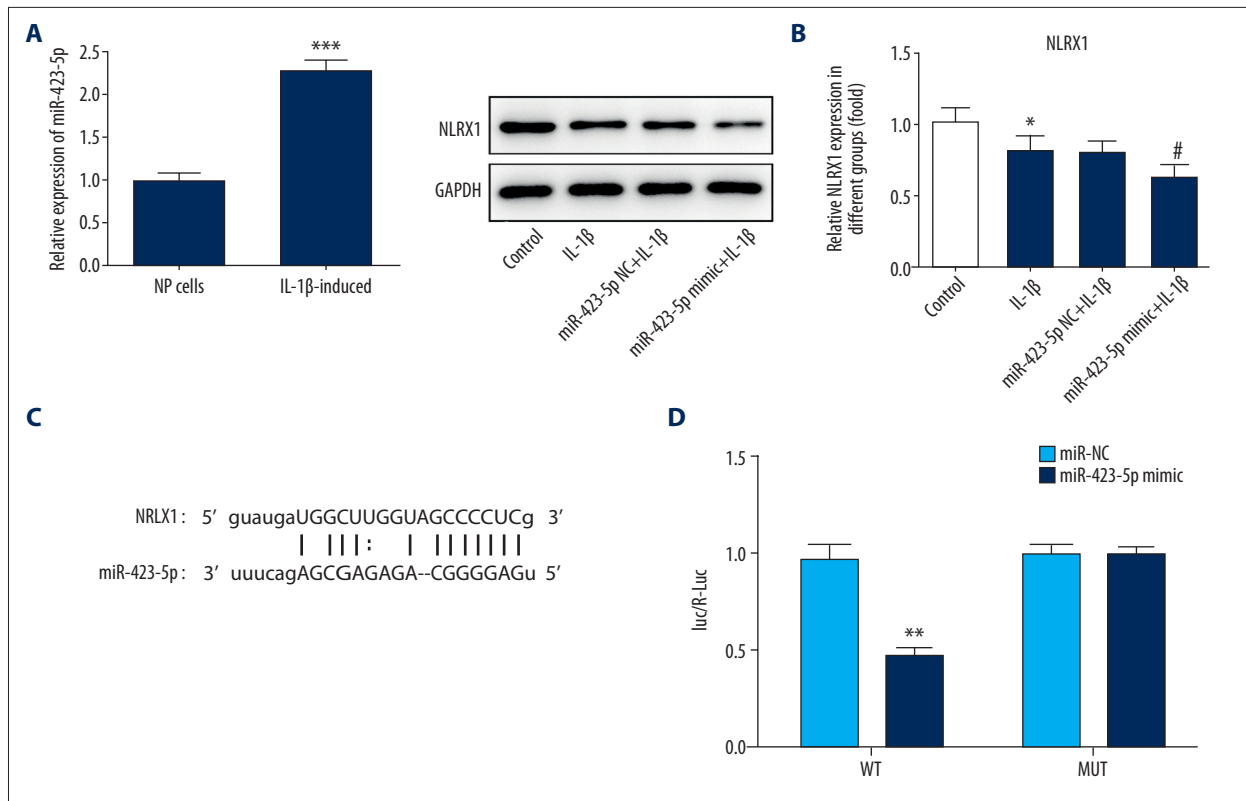 A
Relative expression of miR-423-5p
2.5
2.0
1.5
1.0
0.5
0.0
***
NP cells
IL-1β-induced
NLRX1
GAPDH
Control
IL-1β
miR-423-5p NC+IL-1β
miR-423-5p mimic+IL-1β
B
NLRX1
Relative NLRX1 expression in
different groups (foold)
1.5
1.0
0.5
0.0
*
#
Control
IL-1β
miR-423-5p NC+IL-1β
miR-423-5p mimic+IL-1β
C
NRLX1 : 5’ guaugaUGGCUUGGUAGCCCCUCg 3’
miR-423-5p : 3’ uuucagAGCGAGAGA--CGGGGAGu 5’
D
miR-NC
miR-423-5p mimic
luc/R-Luc
1.5
1.0
0.5
0.0
**
WT
MUT